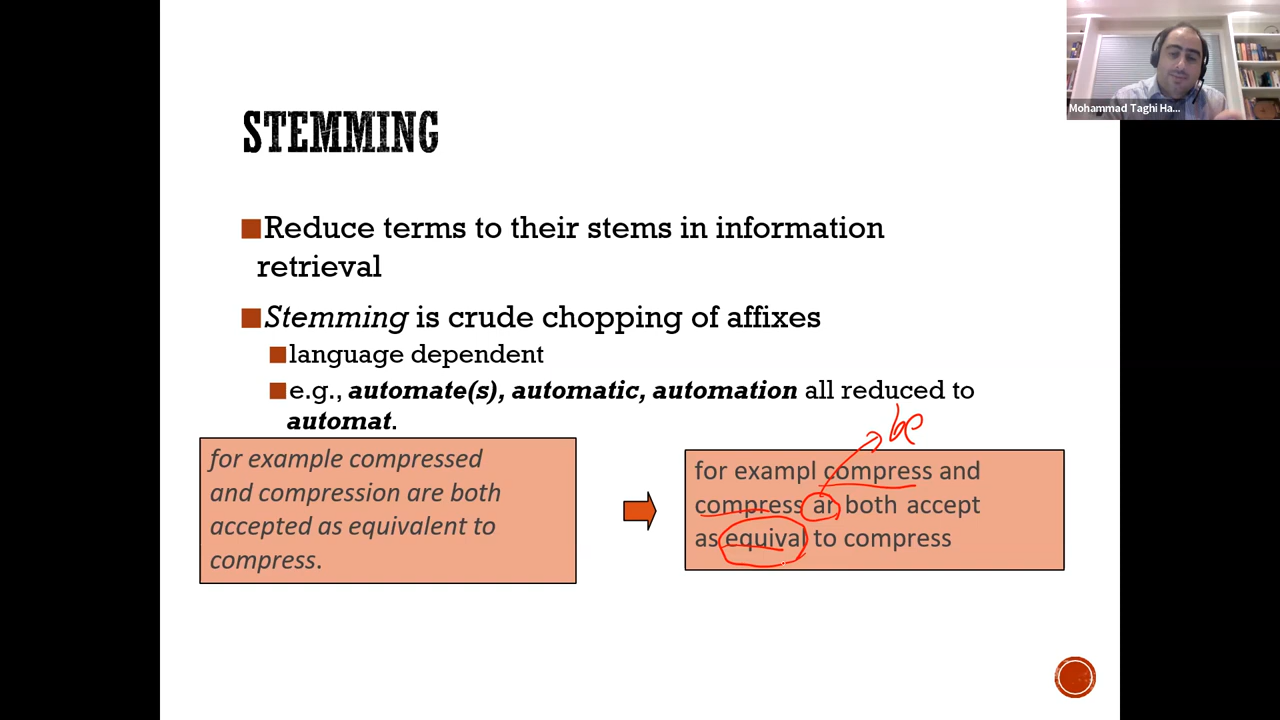 Mohammad Taghi Ha...
STEMMING
Reduce terms to their stems in information
retrieval
Stemming is crude chopping of affixes
language dependent
e.g., automate(s), automatic, automation all reduced to
automat.
be
for example compressed
and compression are both
accepted as equivalent to
compress.
for exampl compress and
compress ar both accept
as equival to compress